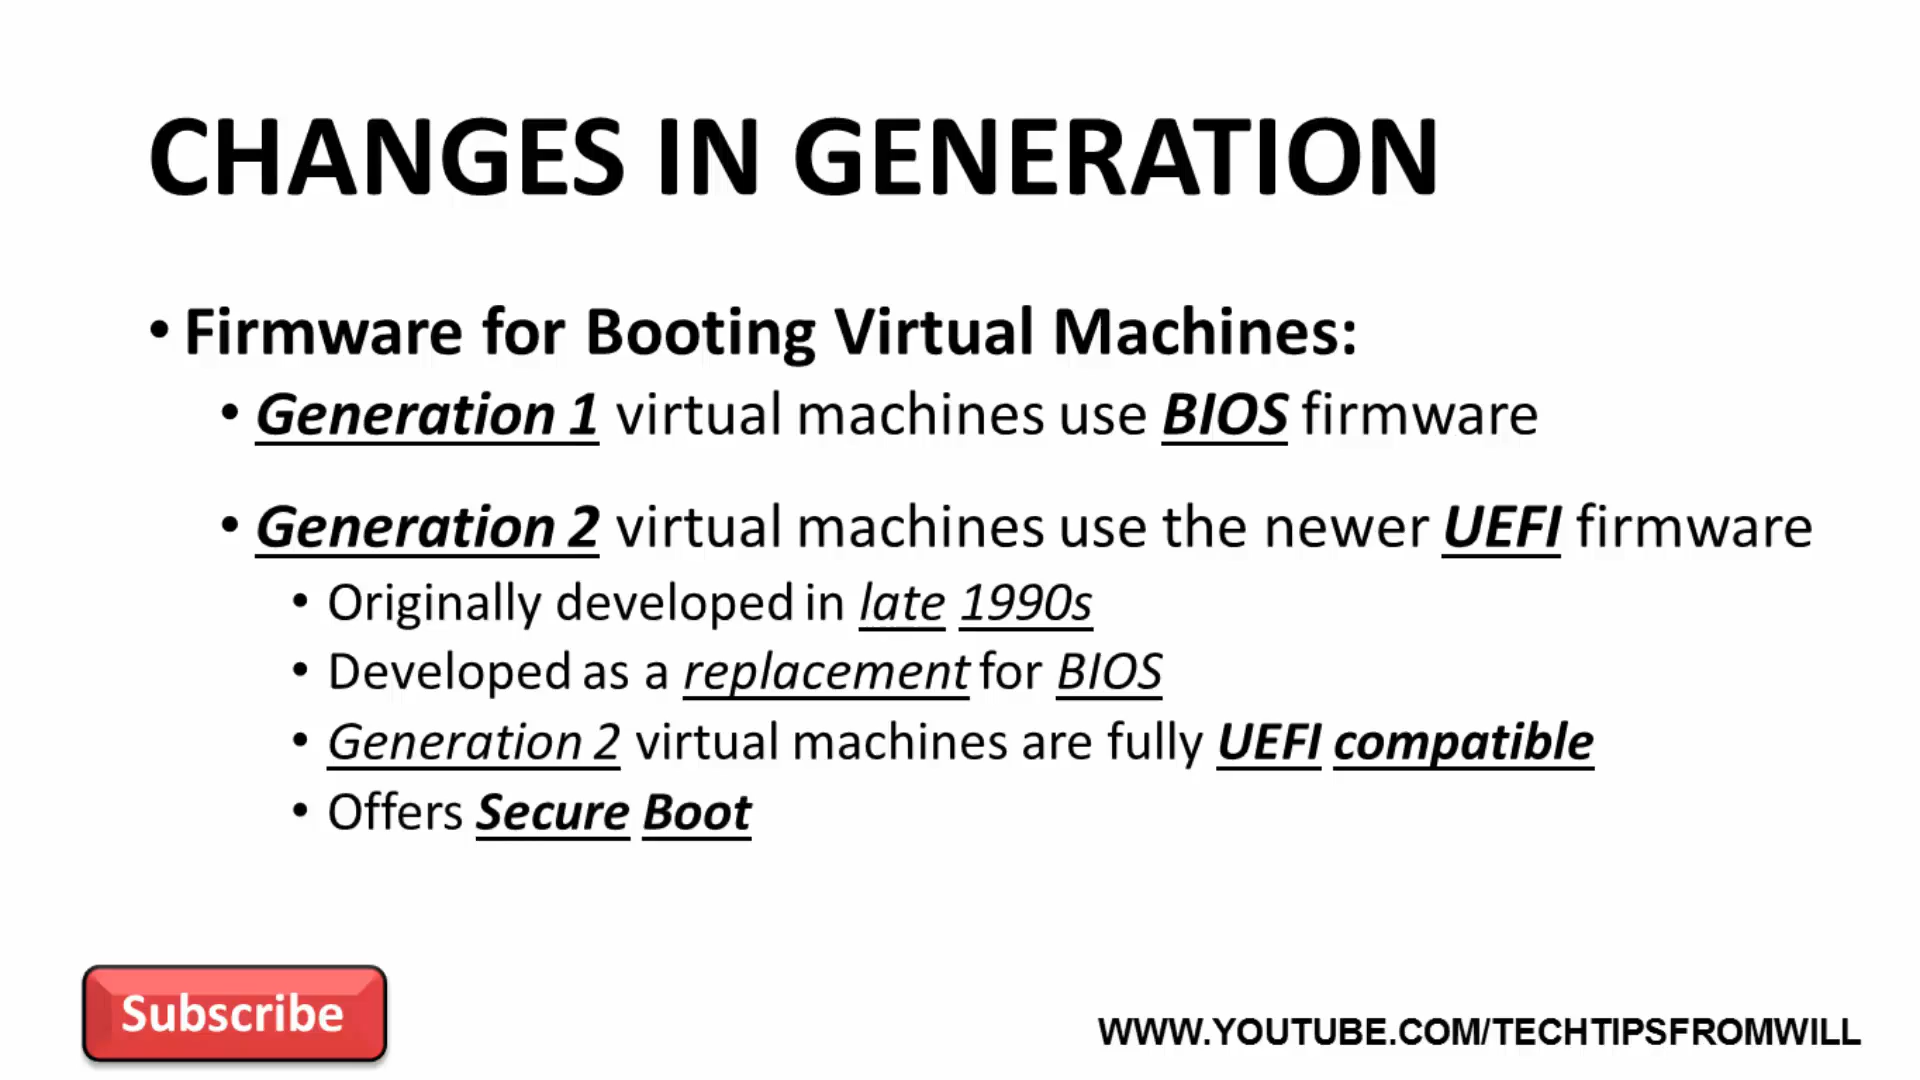 CHANGES IN GENERATION
• Firmware for Booting Virtual Machines:
• Generation 1 virtual machines use BIOS firmware
• Generation 2 virtual machines use the newer UEFI firmware
• Originally developed in late 1990s
• Developed as a replacement for BIOS
• Generation 2 virtual machines are fully UEFI compatible
• Offers Secure Boot
Subscribe
WWW.YOUTUBE.COM/TECHTIPSFROMWILL